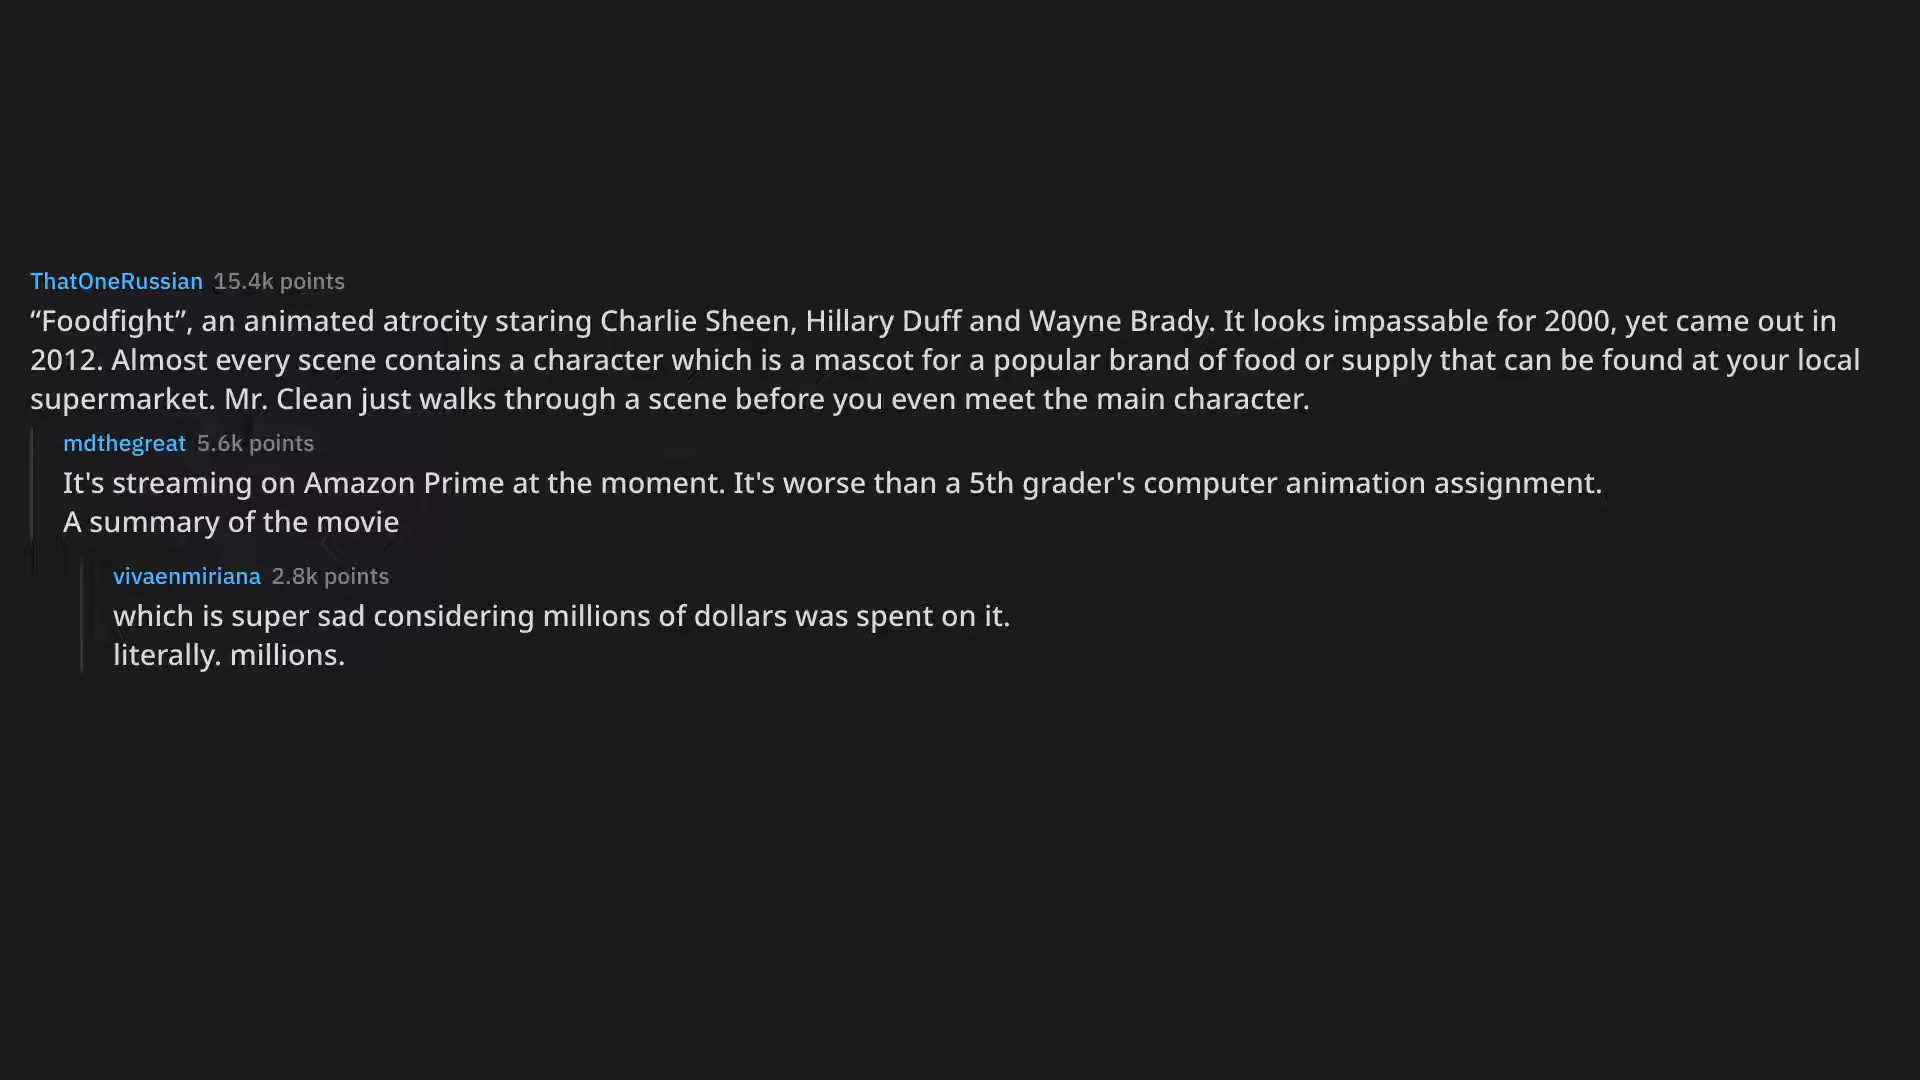 ThatOneRussian 15.4k points
“Foodfight”, an animated atrocity staring Charlie Sheen, Hillary Duff and Wayne Brady. It looks impassable for 2000, yet came out in
2012. Almost every scene contains a character which is a mascot for a popular brand of food or supply that can be found at your local
supermarket. Mr. Clean just walks through a scene before you even meet the main character.
mdthegreat 5.6k points
It's streaming on Amazon Prime at the moment. It's worse than a 5th grader's computer animation assignment.
A summary of the movie
vivaenmiriana 2.8k points
which is super sad considering millions of dollars was spent on it.
literally. millions.